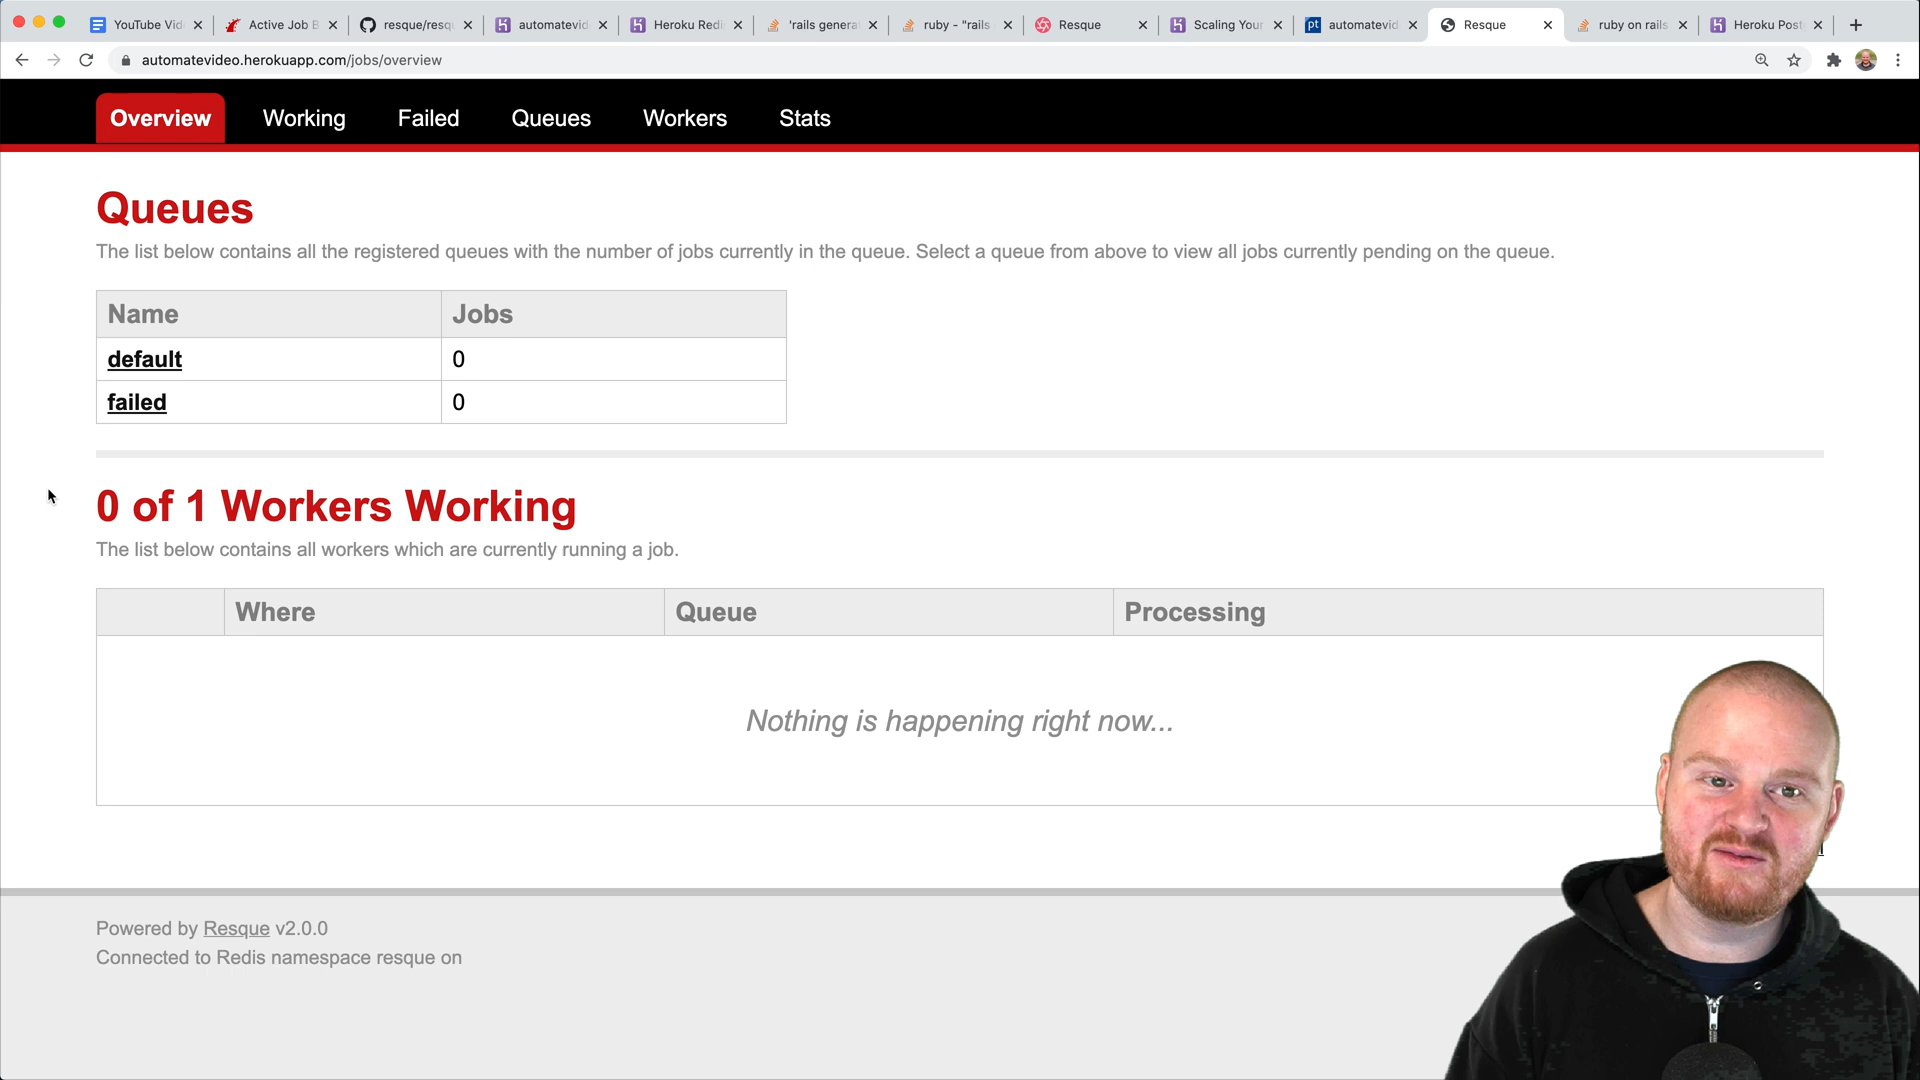 YouTube Vid
Active Job B
resque/resq
automatevid
Heroku Redi
'rails genera
ruby - "rails
Resque
Scaling Your
pt
automatevid
Resque
ruby on rails
Heroku Post
automatevideo.herokuapp.com/jobs/overview
Overview
Working
Failed
Queues
Workers
Stats
Queues
The list below contains all the registered queues with the number of jobs currently in the queue. Select a queue from above to view all jobs currently pending on the queue.
Name
Jobs
default
0
failed
0
0 of 1 Workers Working
The list below contains all workers which are currently running a job.
Where
Queue
Processing
Nothing is happening right now...
Powered by Resque v2.0.0
Connected to Redis namespace resque on